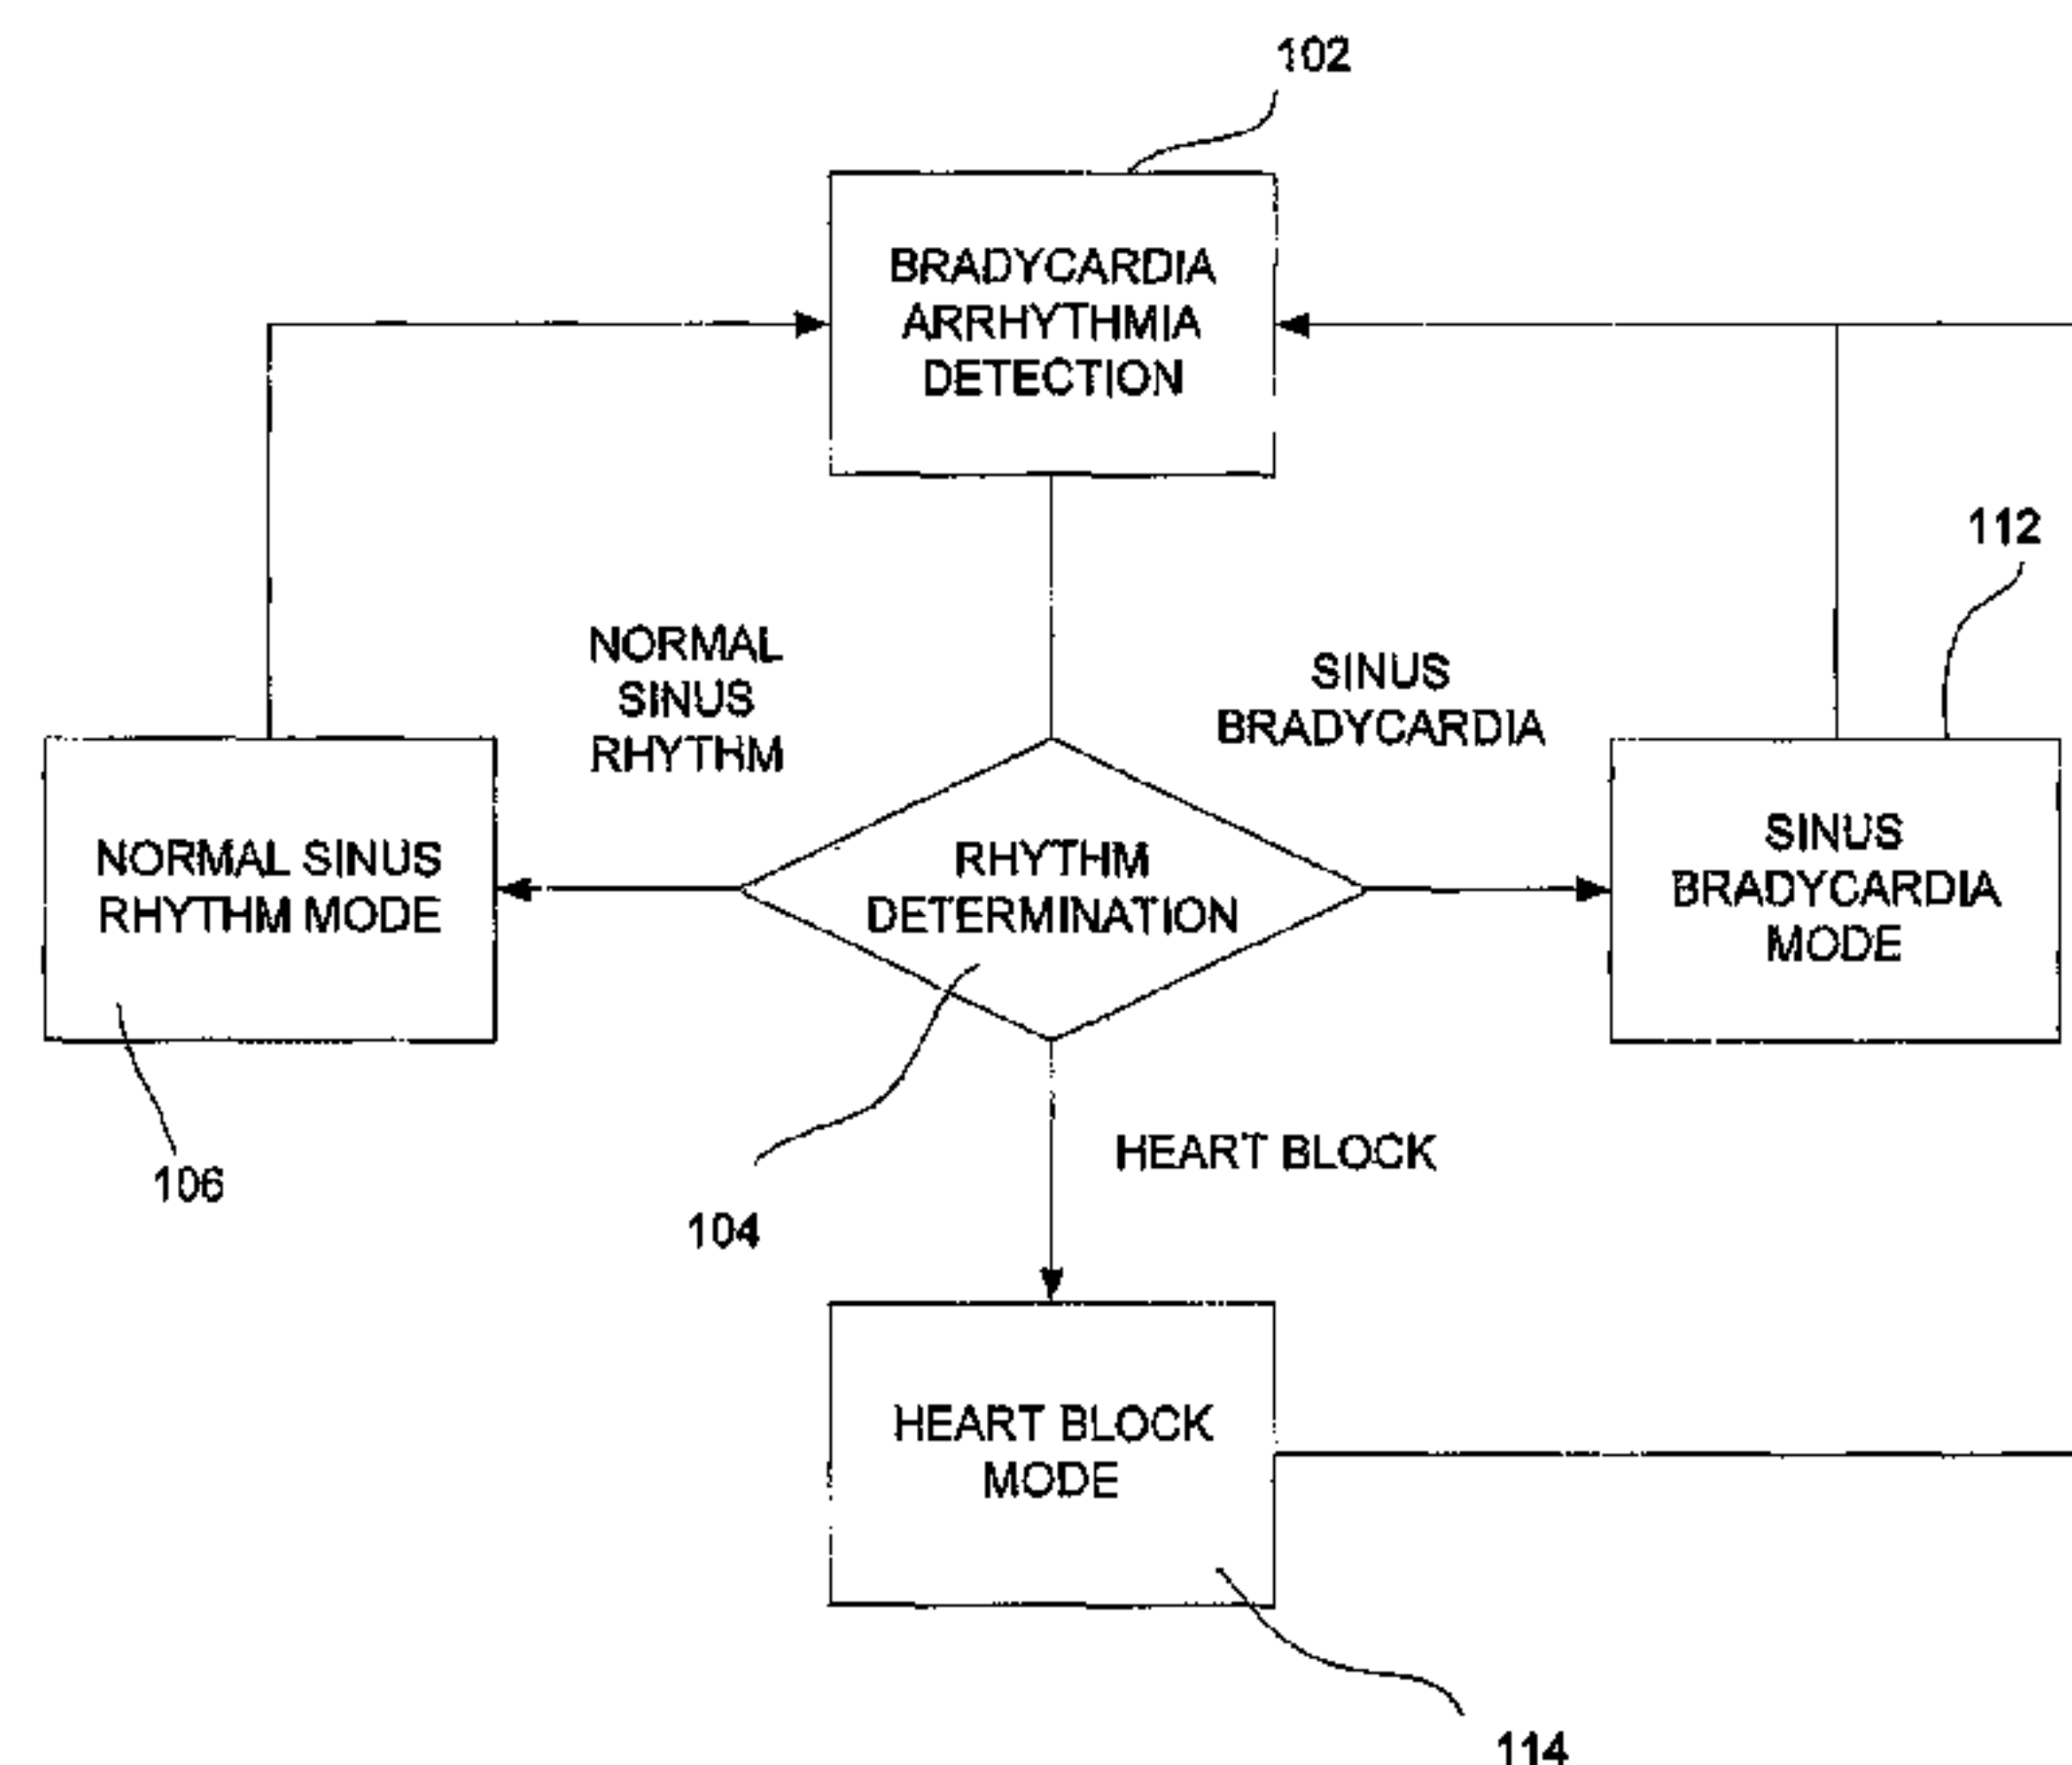 102
BRADYCARDIA
ARRHYTHMIA
DETECTION
112
NORMAL
SINUS
RHYTHM
SINUS
BRADYCARDIA
NORMAL SINUS
RHYTHM MODE
RHYTHM
DETERMINATION
SINUS
BRADYCARDIA
MODE
106
104
HEART BLOCK
HEART BLOCK
MODE
114